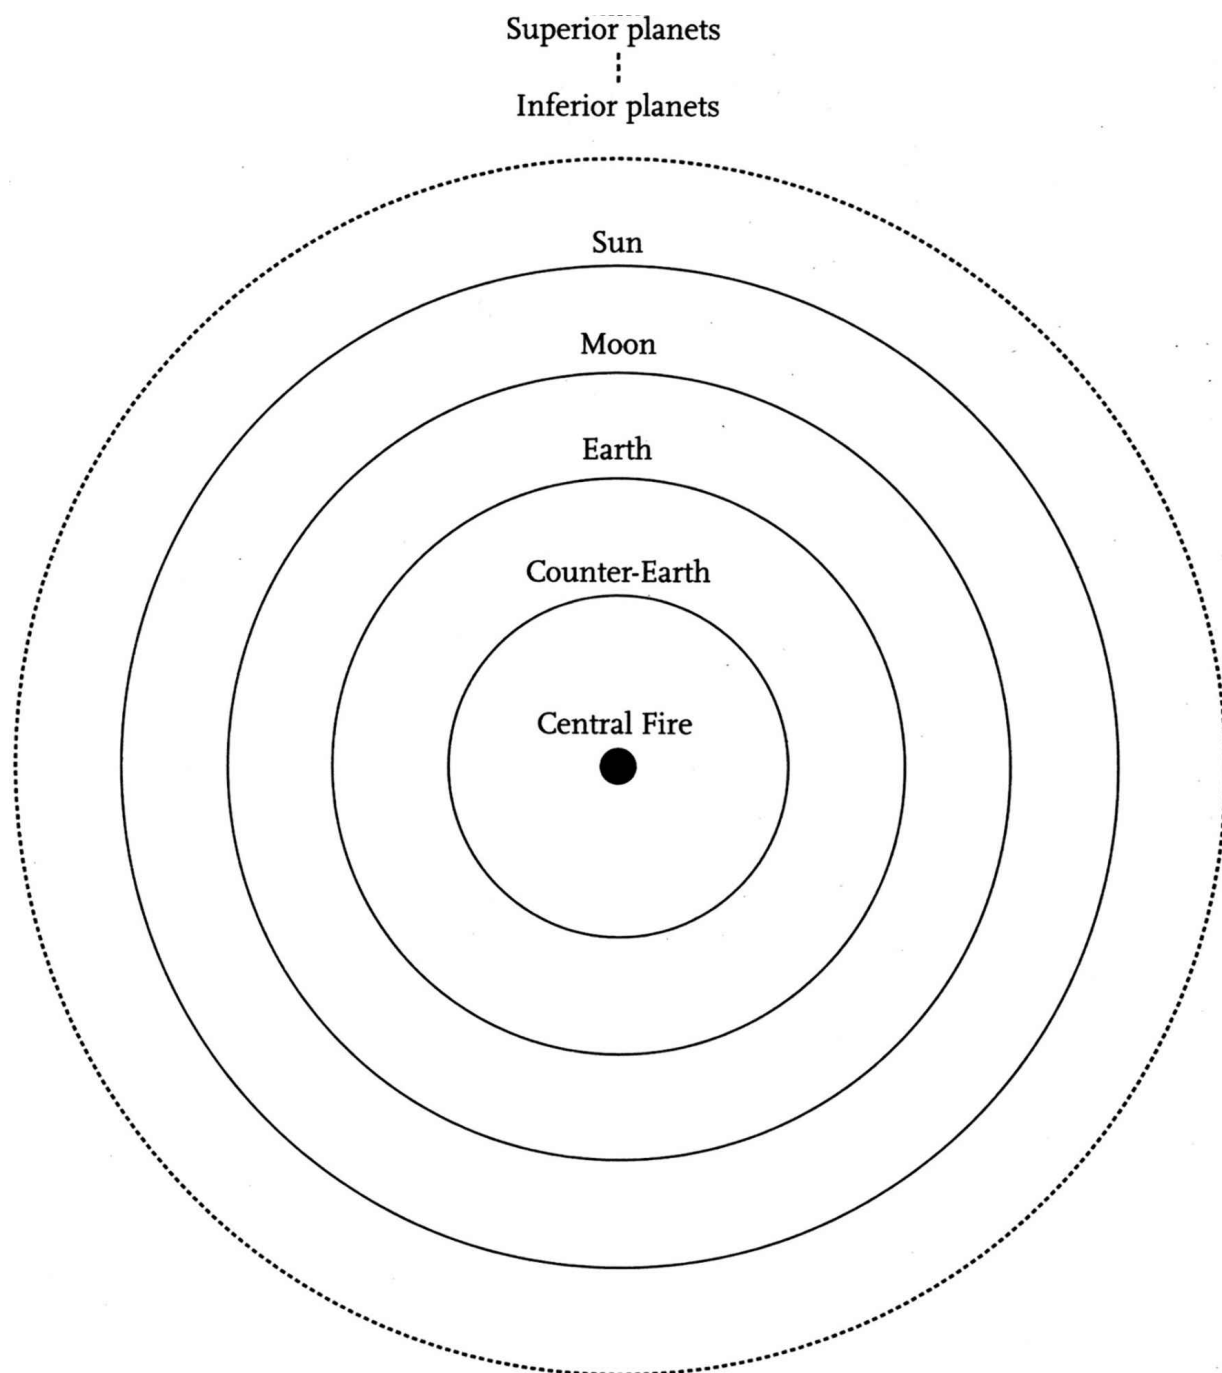 Superior planets
Inferior planets
Sun
Moon
Earth
Counter-Earth
Central Fire